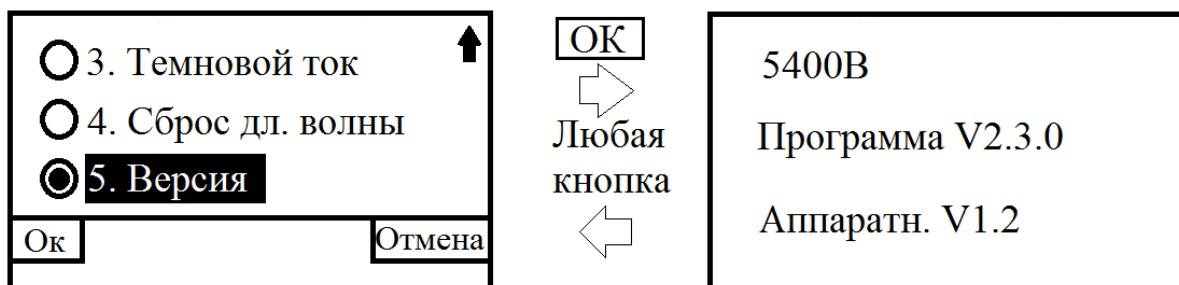 3. Темновой ток
4. Сброс дл. волны
5. Версия
Ок
Отмена
ОК
Любая
кнопка
5400В
Программа V2.3.0
Аппаратн. V1.2